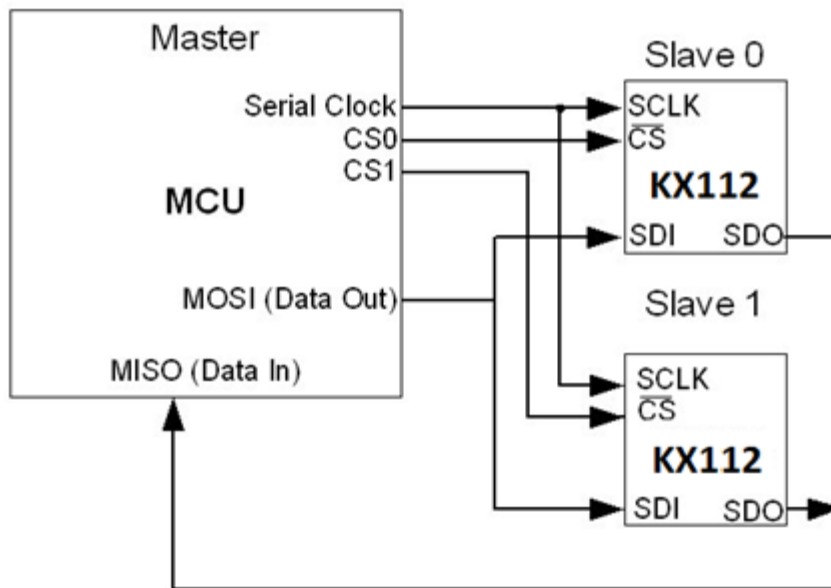 Master
Serial Clock
CS0
CS1
MCU
MOSI (Data Out)
MISO (Data In)
Slave 0
SCLK
CS
KX112
SDI SDO
Slave 1
SCLK
CS
KX112
SDI SDO